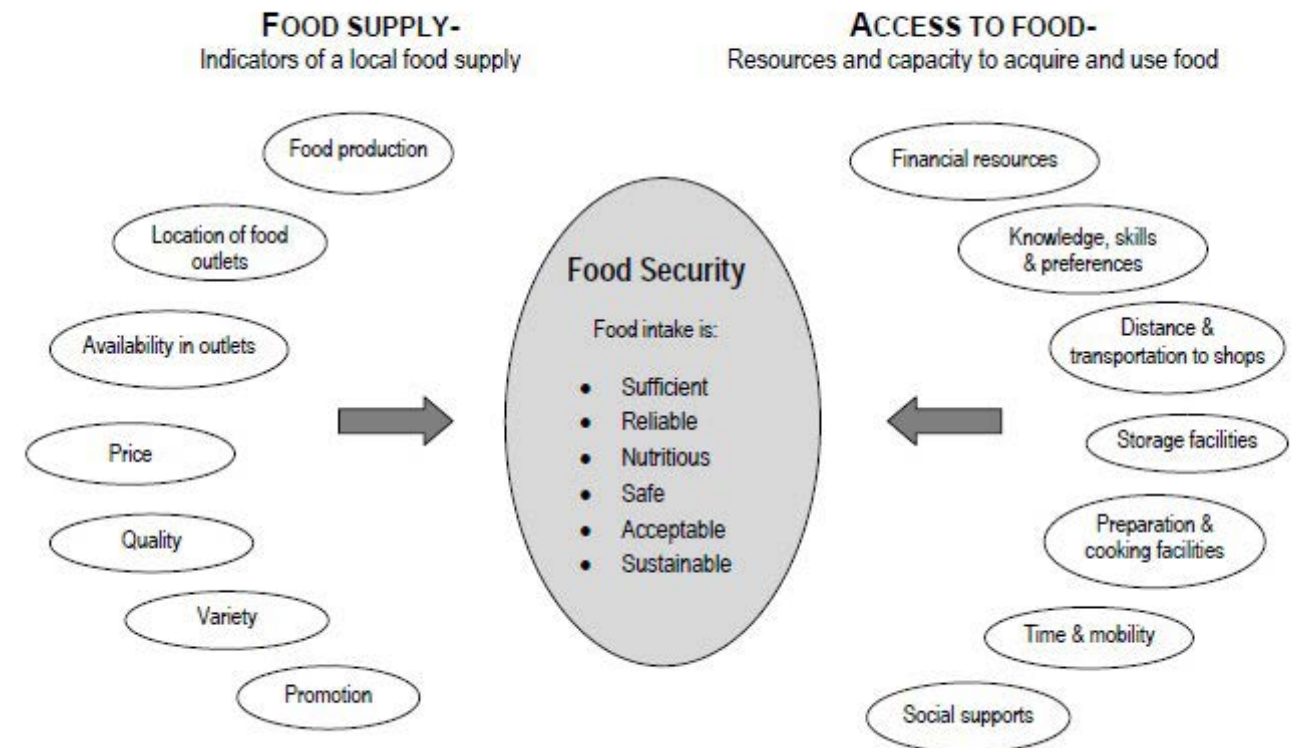 FOOD SUPPLY-
Indicators of a local food supply
Food production
Location of food
outlets
Availability in outlets
Price
Quality
Variety
Promotion
Food Security
Food intake is:
● Sufficient
● Reliable
● Nutritious
● Safe
● Acceptable
● Sustainable
ACCESS TO FOOD-
Resources and capacity to acquire and use food
Financial resources
Knowledge, skills
& preferences
Distance &
transportation to shops
Storage facilities
Preparation &
cooking facilities
Time & mobility
Social supports